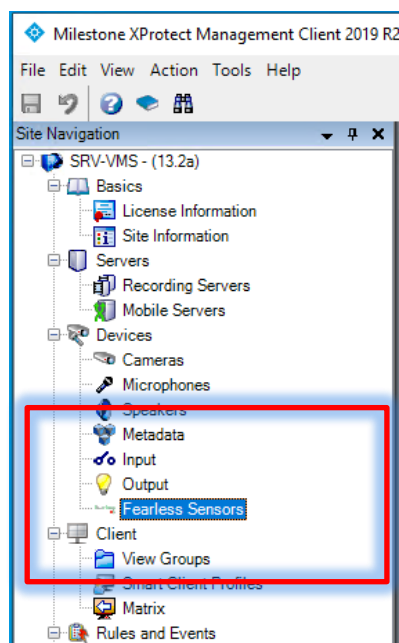 Milestone XProtect Management Client 2019 R2
File Edit View Action Tools Help
Site Navigation
SRV-VMS - (13.2a)
Basics
License Information
Site Information
Servers
Recording Servers
Mobile Servers
Devices
Cameras
Microphones
Speakers
Metadata
Input
Output
Fearless Sensors
Client
View Groups
Smart Client Profiles
Matrix
Rules and Events